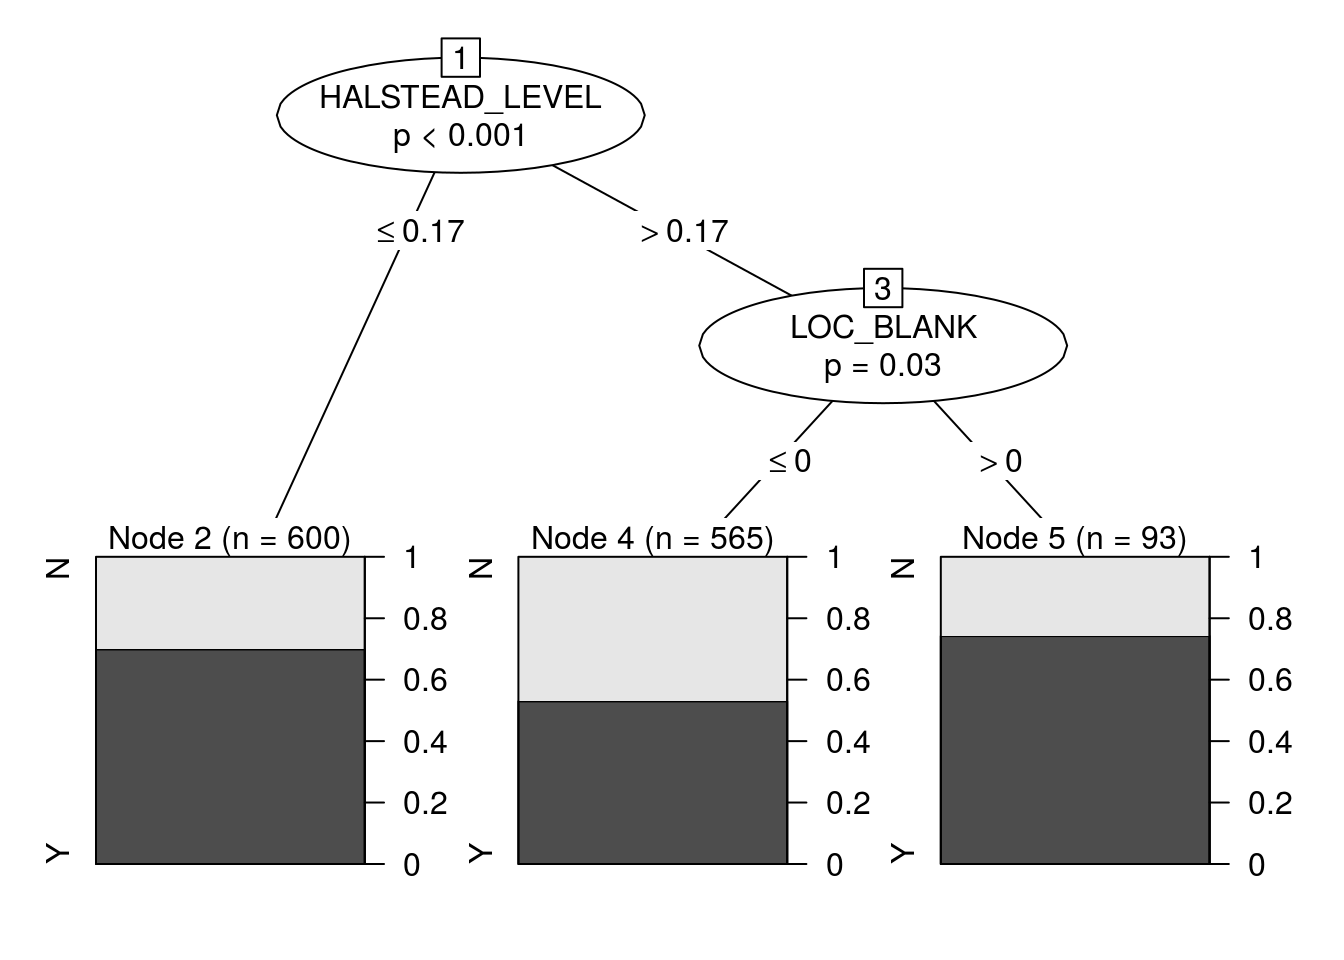 1
HALSTEAD_LEVEL
p < 0.001
≤ 0.17
> 0.17
3
LOC_BLANK
p = 0.03
≤ 0
> 0
Node 2 (n = 600)
N
Y
1
0.8
0.6
0.4
0.2
0
Node 4 (n = 565)
N
Y
1
0.8
0.6
0.4
0.2
0
Node 5 (n = 93)
N
Y
1
0.8
0.6
0.4
0.2
0